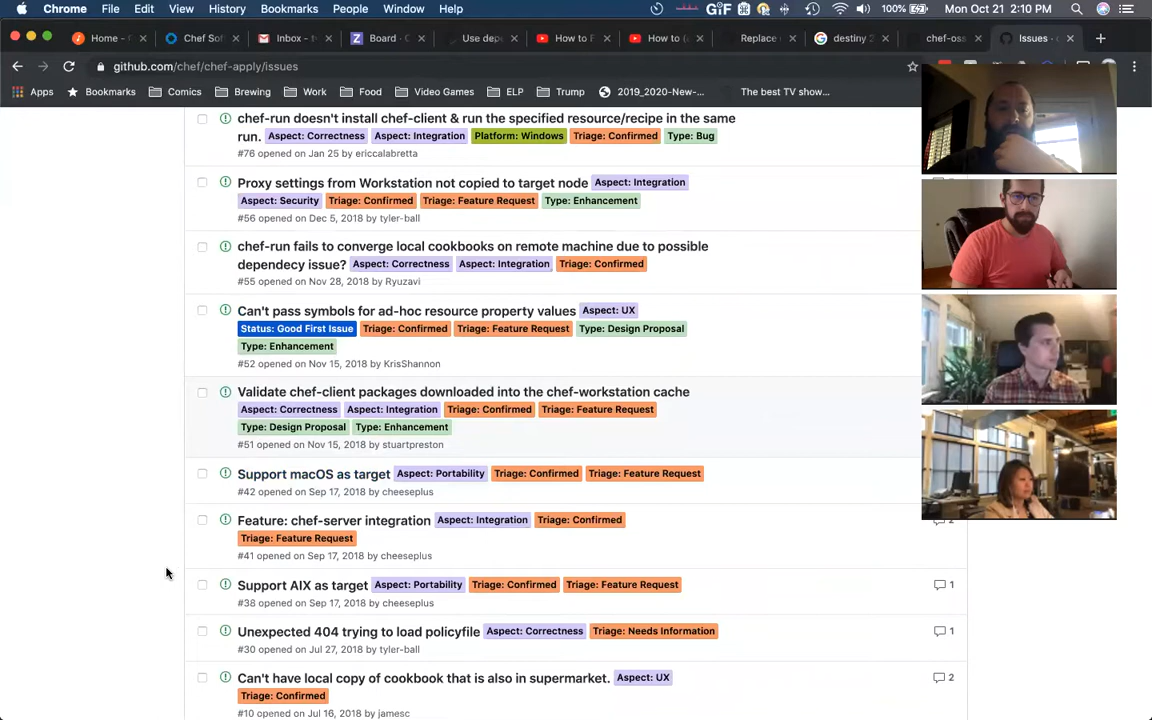 Chrome File Edit View History Bookmarks People Window Help GIF 100% Mon Oct 21 2:10 PM
Home - Chef Sof Inbox - Board - Use dep How to F How to ( Replace destiny 2 chef-oss Issues ·
github.com/chef/chef-apply/issues
Apps Bookmarks Comics Brewing Work Food Video Games ELP Trump 2019_2020-New-... The best TV show...
chef-run doesn't install chef-client & run the specified resource/recipe in the same
run. Aspect: Correctness Aspect: Integration Platform: Windows Triage: Confirmed Type: Bug
#76 opened on Jan 25 by ericcalabretta
Proxy settings from Workstation not copied to target node Aspect: Integration
Aspect: Security Triage: Confirmed Triage: Feature Request Type: Enhancement
#56 opened on Dec 5, 2018 by tyler-ball
chef-run fails to converge local cookbooks on remote machine due to possible
dependecy issue? Aspect: Correctness Aspect: Integration Triage: Confirmed
#55 opened on Nov 28, 2018 by Ryuzavi
Can't pass symbols for ad-hoc resource property values Aspect: UX
Status: Good First Issue Triage: Confirmed Triage: Feature Request Type: Design Proposal
Type: Enhancement
#52 opened on Nov 15, 2018 by KrisShannon
Validate chef-client packages downloaded into the chef-workstation cache
Aspect: Correctness Aspect: Integration Triage: Confirmed Triage: Feature Request
Type: Design Proposal Type: Enhancement
#51 opened on Nov 15, 2018 by stuartpreston
Support macOS as target Aspect: Portability Triage: Confirmed Triage: Feature Request
#42 opened on Sep 17, 2018 by cheeseplus
Feature: chef-server integration Aspect: Integration Triage: Confirmed
Triage: Feature Request
#41 opened on Sep 17, 2018 by cheeseplus
Support AIX as target Aspect: Portability Triage: Confirmed Triage: Feature Request 1
#38 opened on Sep 17, 2018 by cheeseplus
Unexpected 404 trying to load policyfile Aspect: Correctness Triage: Needs Information 1
#30 opened on Jul 27, 2018 by tyler-ball
Can't have local copy of cookbook that is also in supermarket. Aspect: UX 2
Triage: Confirmed
#10 opened on Jul 16, 2018 by jamesc